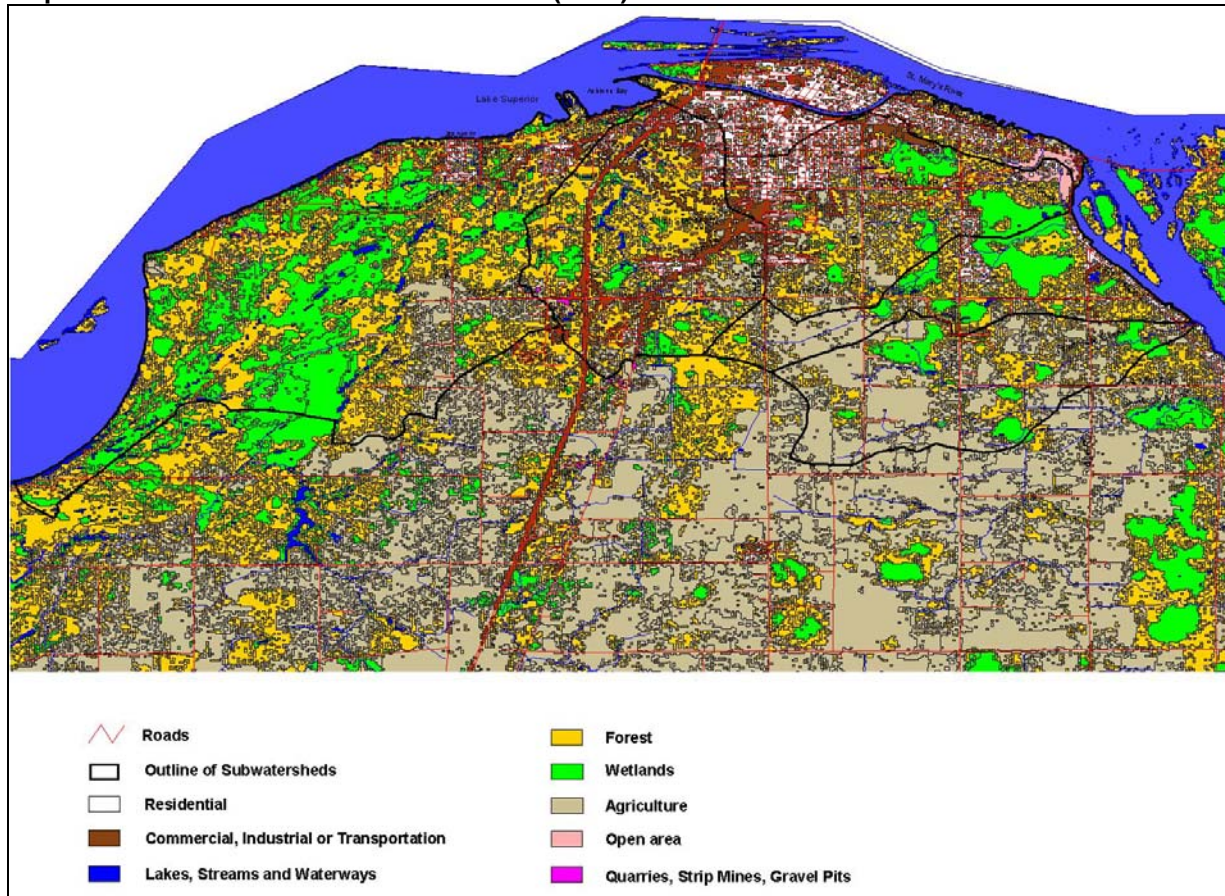 Lake Superior
St. Mary's River
Roads
Outline of Subwatersheds
Residential
Commercial, Industrial or Transportation
Lakes, Streams and Waterways
Forest
Wetlands
Agriculture
Open area
Quarries, Strip Mines, Gravel Pits